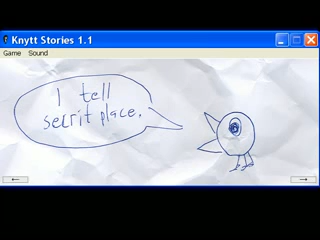 Knytt Stories 1.1
Game Sound
I tell
secrit place.